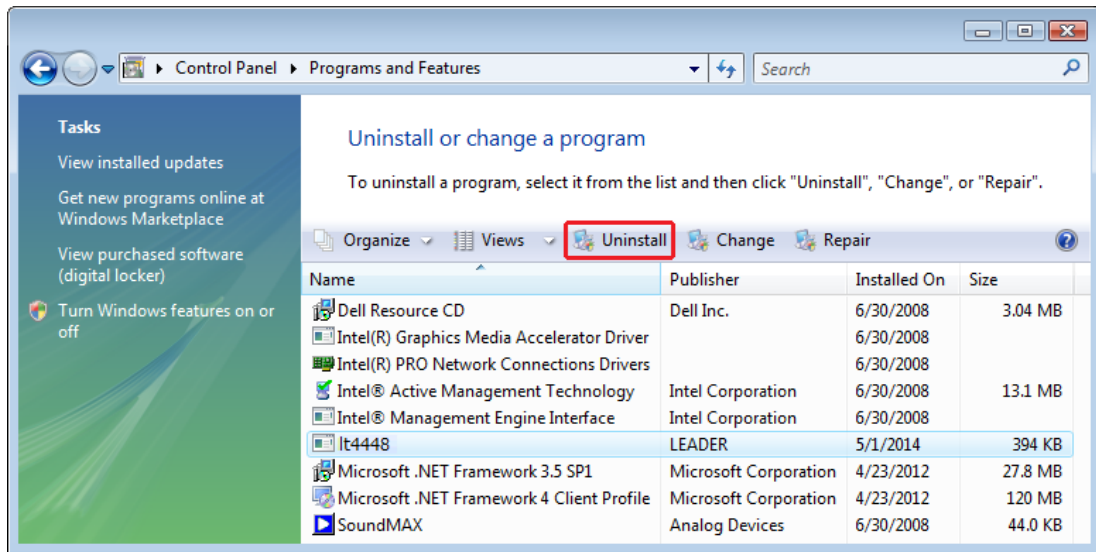 Control Panel Programs and Features
Search
Tasks
View installed updates
Get new programs online at
Windows Marketplace
View purchased software
(digital locker)
Turn Windows features on or
off
Uninstall or change a program
To uninstall a program, select it from the list and then click "Uninstall", "Change", or "Repair".
Organize Views Uninstall Change Repair
Name Publisher Installed On Size
Dell Resource CD Dell Inc. 6/30/2008 3.04 MB
Intel(R) Graphics Media Accelerator Driver 6/30/2008
Intel(R) PRO Network Connections Drivers 6/30/2008
Intel® Active Management Technology Intel Corporation 6/30/2008 13.1 MB
Intel® Management Engine Interface Intel Corporation 6/30/2008
lt4448 LEADER 5/1/2014 394 KB
Microsoft .NET Framework 3.5 SP1 Microsoft Corporation 4/23/2012 27.8 MB
Microsoft .NET Framework 4 Client Profile Microsoft Corporation 4/23/2012 120 MB
SoundMAX Analog Devices 6/30/2008 44.0 KB